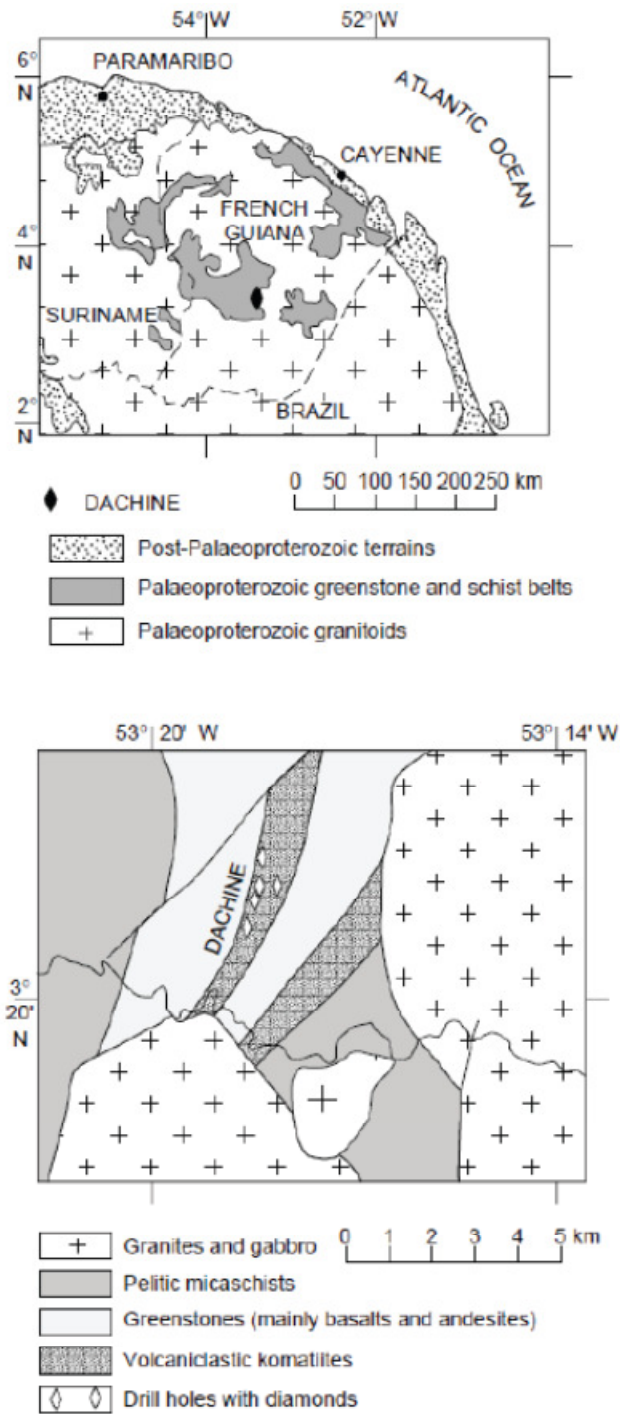 54° W 52° W
6°
N
PARAMARIBO
ATLANTIC OCEAN
CAYENNE
FRENCH
GUIANA
4°
N
SURINAME
2°
N
BRAZIL
0 50 100 150 200 250 km
DACHINE
Post-Palaeoproterozoic terrains
Palaeoproterozoic greenstone and schist belts
Palaeoproterozoic granitoids
53° 20' W 53° 14' W
DACHINE
3°
20'
N
Granites and gabbro
0 1 2 3 4 5 km
Pelitic micaschists
Greenstones (mainly basalts and andesites)
Volcaniclastic komatiites
Drill holes with diamonds